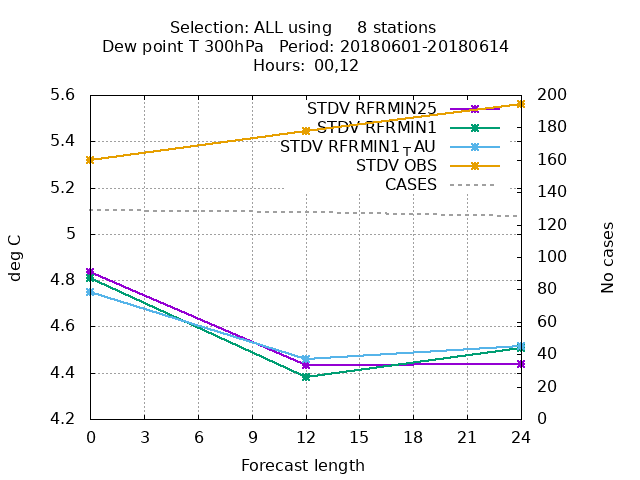 Selection: ALL using 8 stations
Dew point T 300hPa Period: 20180601-20180614
Hours: 00,12
5.6
5.4
5.2
5
4.8
4.6
4.4
4.2
deg C
STDV RFRMIN25
STDV RFRMIN1
STDV RFRMIN1┬AU
STDV OBS
CASES
200
180
160
140
120
100
80
60
40
20
0
No cases
0 3 6 9 12 15 18 21 24
Forecast length